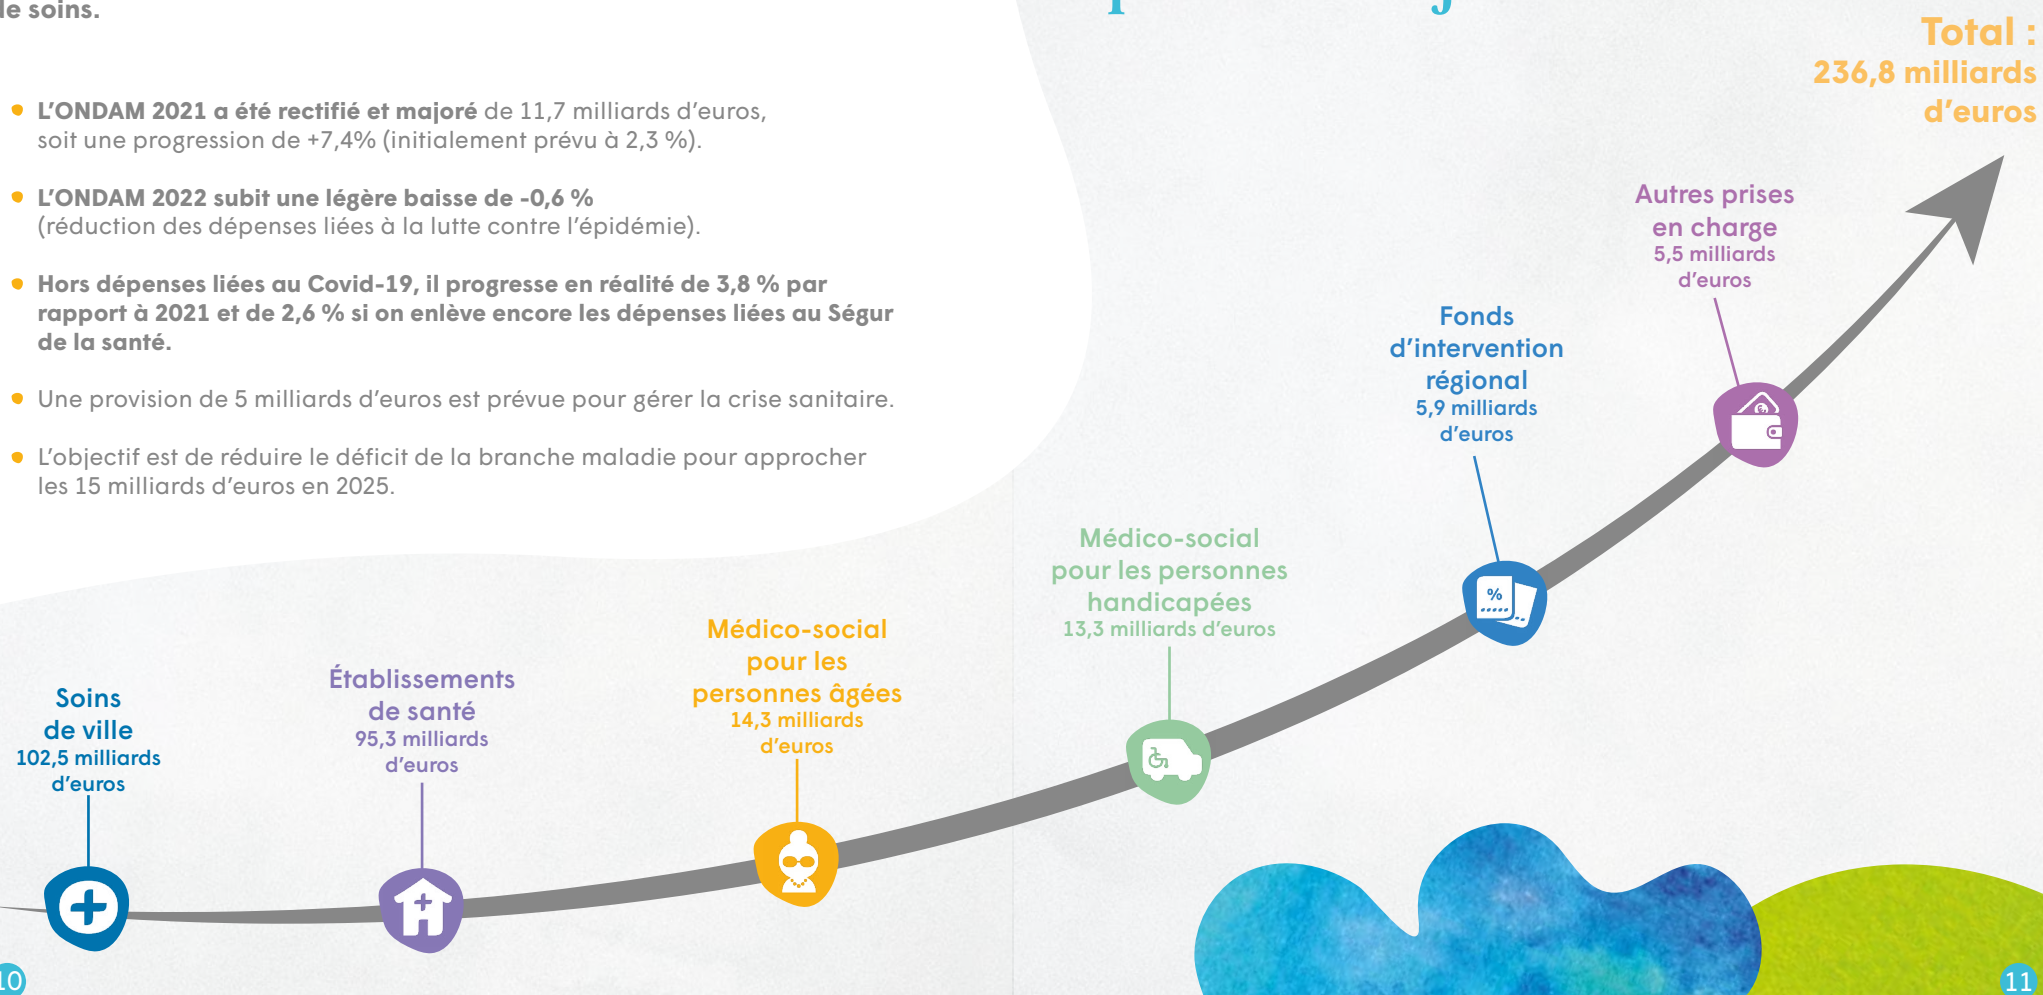 de soins.
L’ONDAM 2021 a été rectifié et majoré de 11,7 milliards d’euros,
soit une progression de +7,4% (initialement prévu à 2,3 %).
L’ONDAM 2022 subit une légère baisse de -0,6 %
(réduction des dépenses liées à la lutte contre l’épidémie).
Hors dépenses liées au Covid-19, il progresse en réalité de 3,8 % par
rapport à 2021 et de 2,6 % si on enlève encore les dépenses liées au Ségur
de la santé.
Une provision de 5 milliards d’euros est prévue pour gérer la crise sanitaire.
L’objectif est de réduire le déficit de la branche maladie pour approcher
les 15 milliards d’euros en 2025.
Soins
de ville
102,5 milliards
d’euros
Établissements
de santé
95,3 milliards
d’euros
Médico-social
pour les
personnes âgées
14,3 milliards
d’euros
Médico-social
pour les personnes
handicapées
13,3 milliards d’euros
Fonds
d’intervention
régional
5,9 milliards
d’euros
%
Autres prises
en charge
5,5 milliards
d’euros
Total :
236,8 milliards
d’euros
10
11